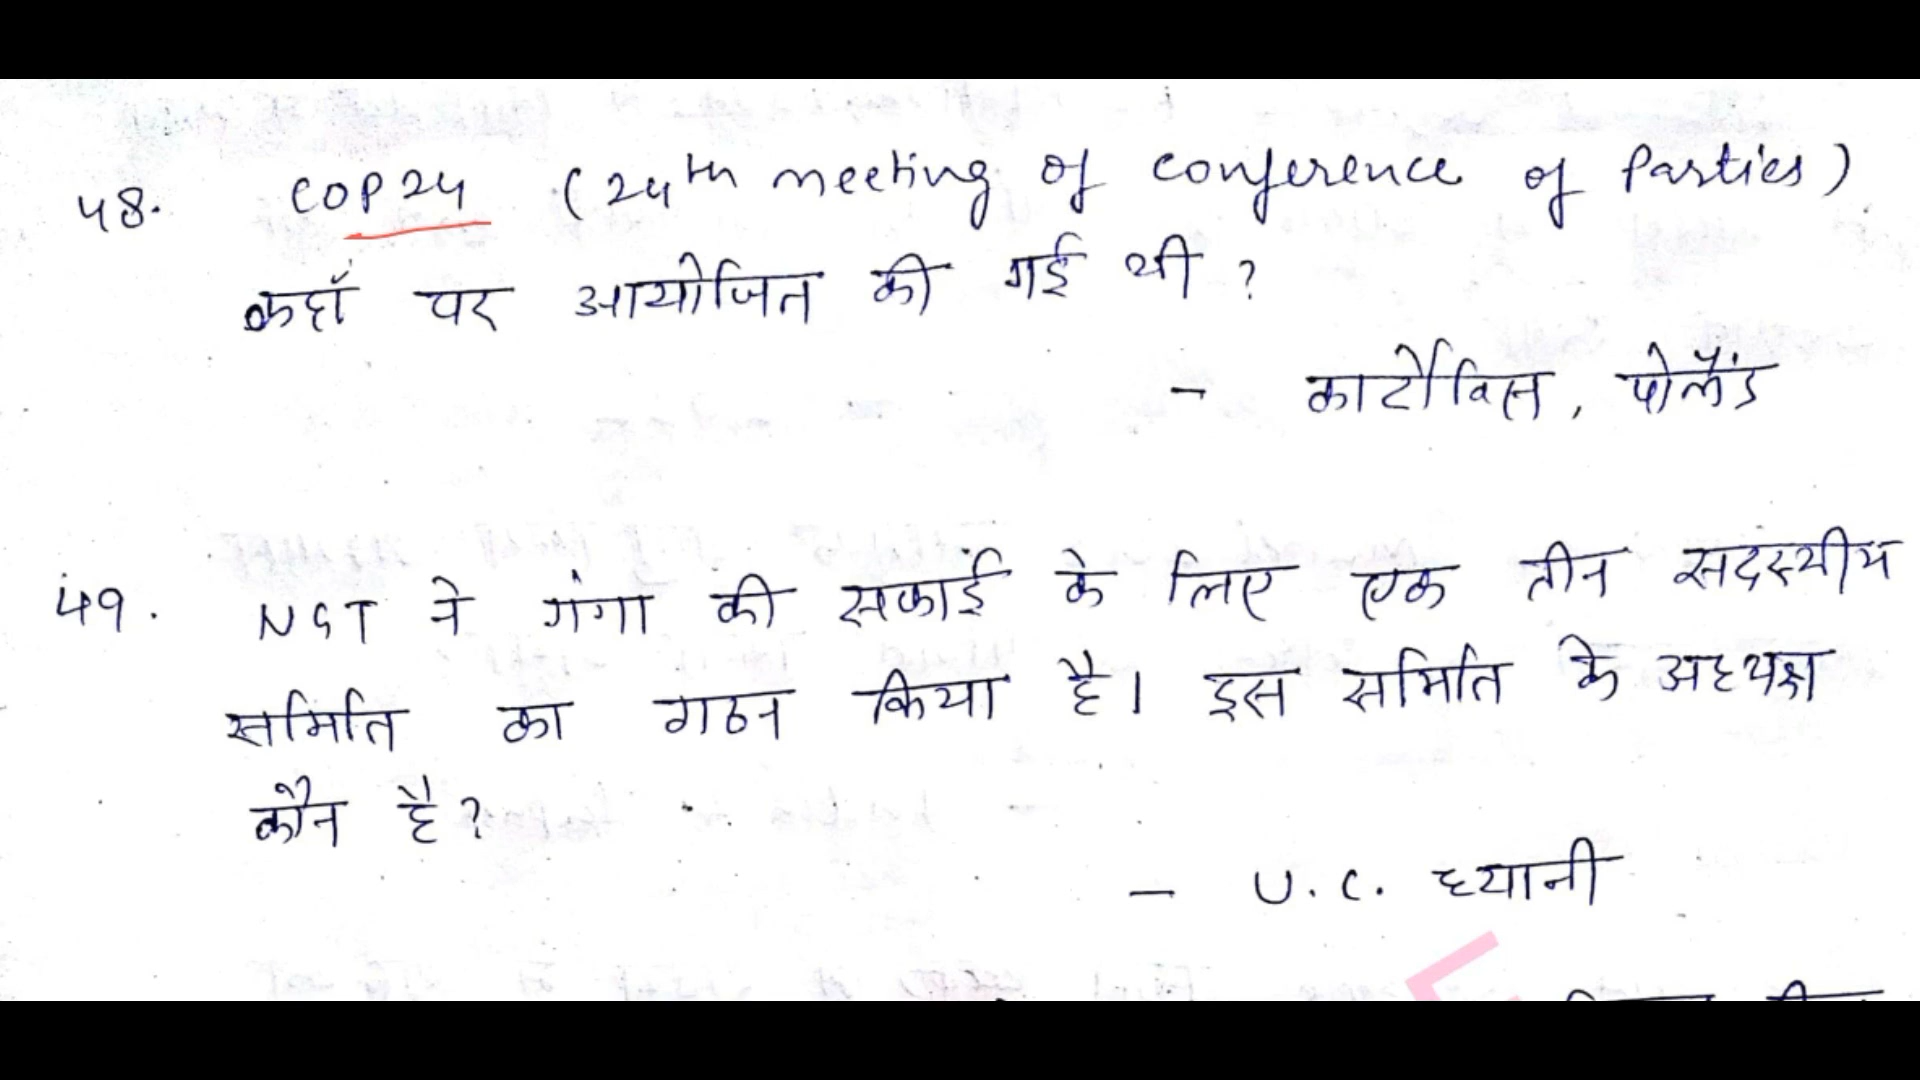 48. COP24 (24th meeting of conference of Parties)
कहाँ पर आयोजित की गई थी?
- कार्टोविस, पोलैंड
49. NGT ने गंगा की सफाई के लिए एक तीन सदस्यीय
समिति का गठन किया है। इस समिति के अध्यक्ष
कौन है?
- U.C. ध्यानी